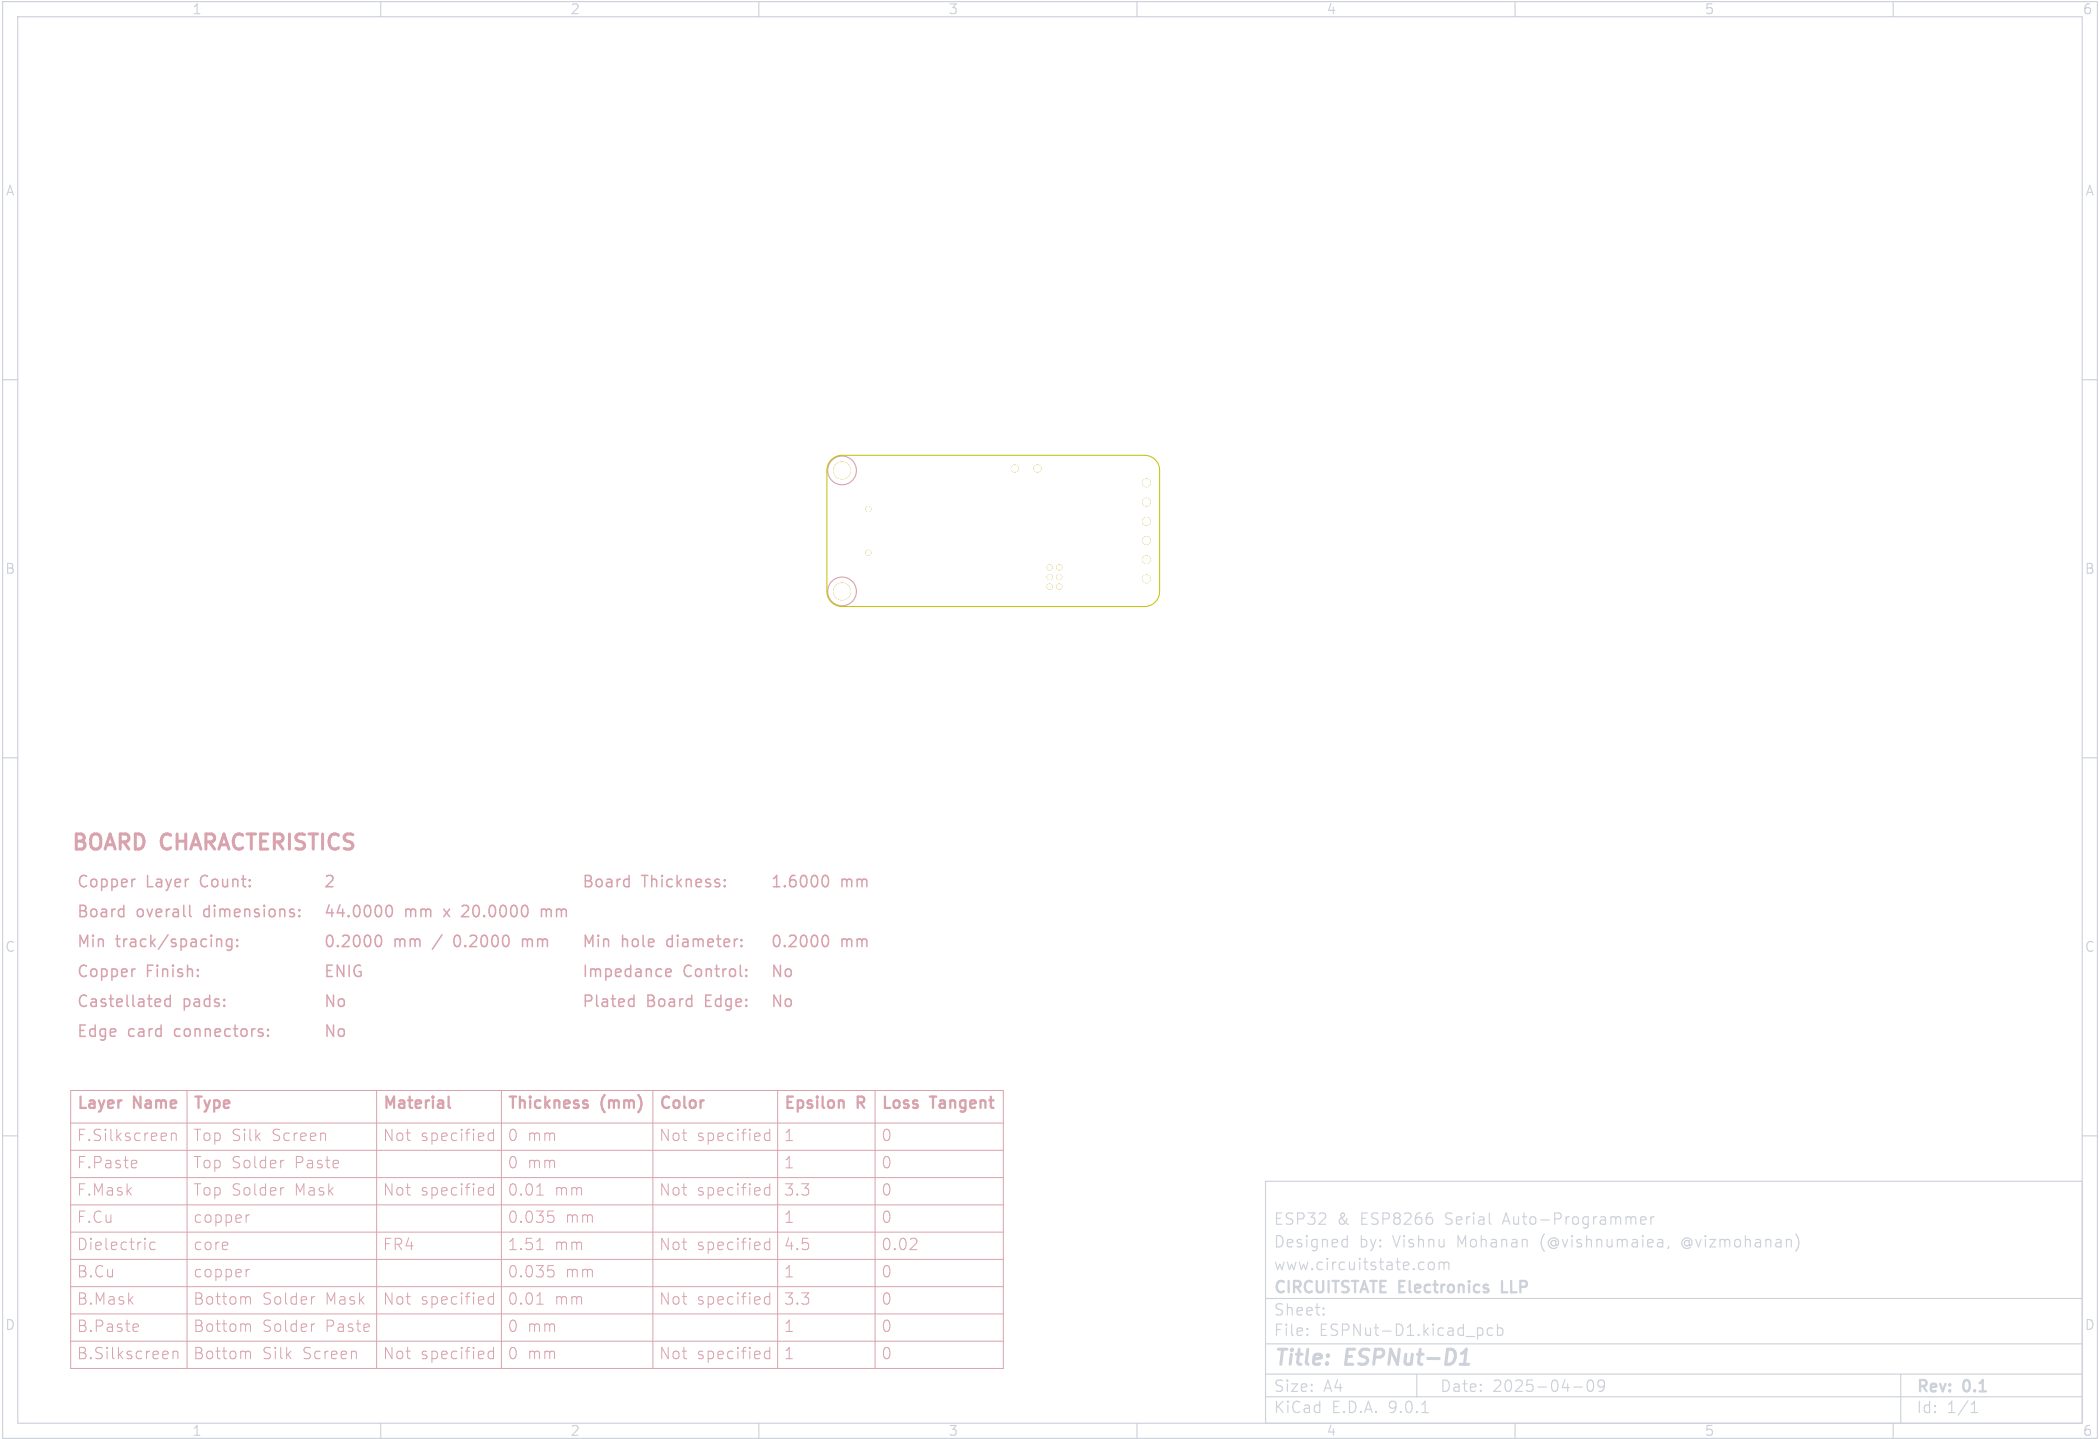 1 2 3 4 5 6
A A
B B
BOARD CHARACTERISTICS
Copper Layer Count: 2 Board Thickness: 1.6000 mm
Board overall dimensions: 44.0000 mm x 20.0000 mm
Min track/spacing: 0.2000 mm / 0.2000 mm Min hole diameter: 0.2000 mm
C C
Copper Finish: ENIG Impedance Control: No
Castellated pads: No Plated Board Edge: No
Edge card connectors: No
Layer Name Type Material Thickness (mm) Color Epsilon R Loss Tangent
F.Silkscreen Top Silk Screen Not specified 0 mm Not specified 1 0
F.Paste Top Solder Paste 0 mm 1 0
F.Mask Top Solder Mask Not specified 0.01 mm Not specified 3.3 0
F.Cu copper 0.035 mm 1 0
Dielectric core FR4 1.51 mm Not specified 4.5 0.02
B.Cu copper 0.035 mm 1 0
B.Mask Bottom Solder Mask Not specified 0.01 mm Not specified 3.3 0
B.Paste Bottom Solder Paste 0 mm 1 0
B.Silkscreen Bottom Silk Screen Not specified 0 mm Not specified 1 0
ESP32 & ESP8266 Serial Auto-Programmer
Designed by: Vishnu Mohanan (@vishnumaiea, @vizmohanan)
www.circuitstate.com
CIRCUITSTATE Electronics LLP
Sheet:
File: ESPNut-D1.kicad_pcb
D D
Title: ESPNut-D1
Size: A4 Date: 2025-04-09 Rev: 0.1
KiCad E.D.A. 9.0.1 Id: 1/1
1 2 3 4 5 6